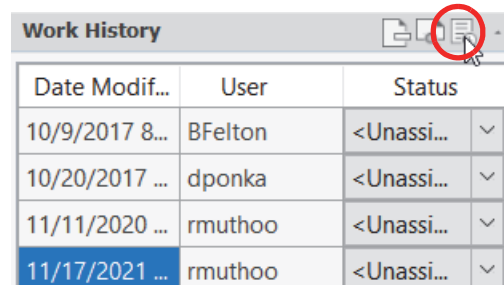 Work History
Date Modif... User Status
10/9/2017 8... BFelton <Unassi...
10/20/2017 ... dponka <Unassi...
11/11/2020 ... rmuthoo <Unassi...
11/17/2021 ... rmuthoo <Unassi...